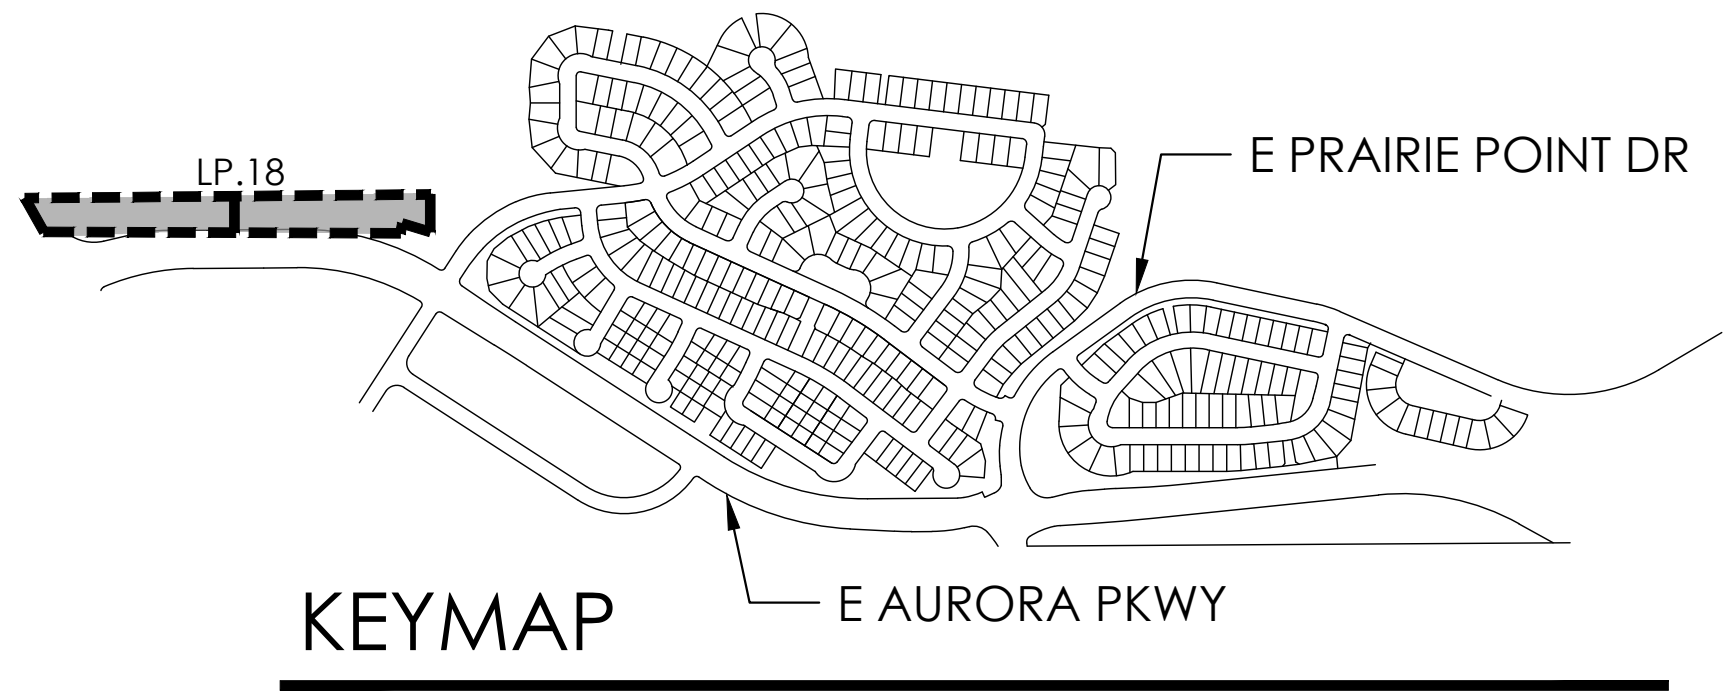 LP.18
E PRAIRIE POINT DR
E AURORA PKWY
KEYMAP